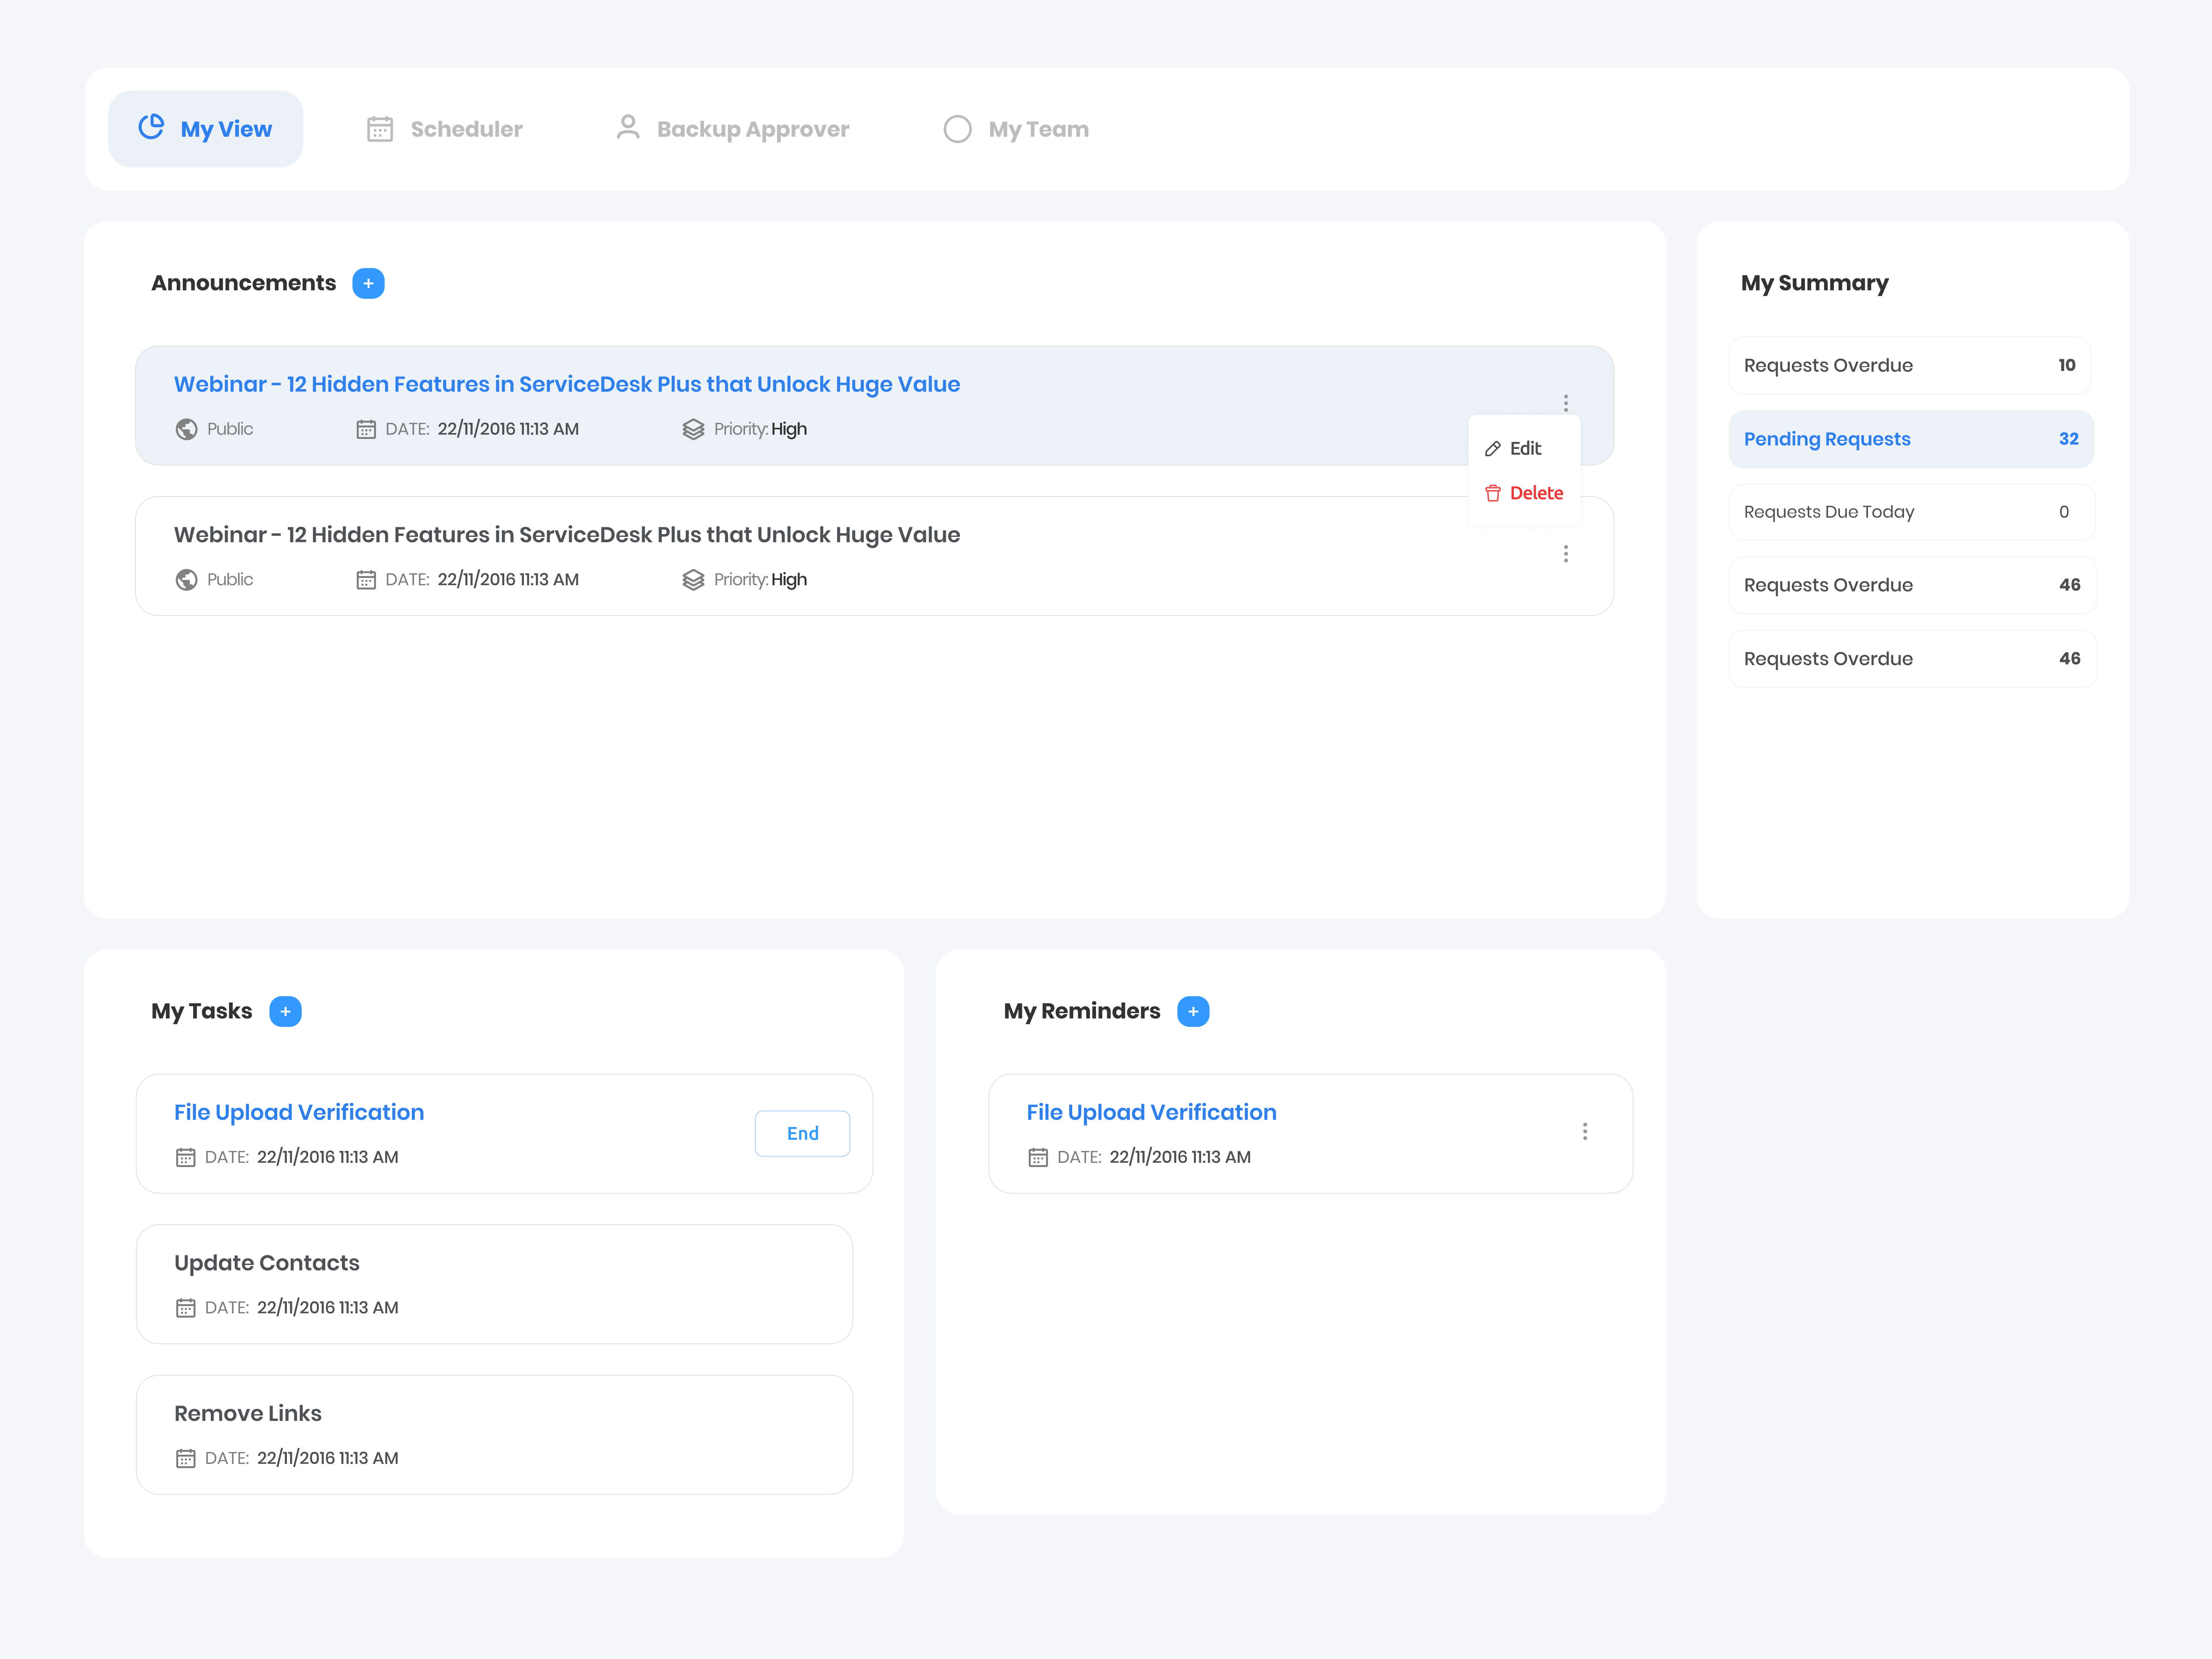 My View
Scheduler
Backup Approver
My Team
Announcements +
Webinar - 12 Hidden Features in ServiceDesk Plus that Unlock Huge Value
Public DATE: 22/11/2016 11:13 AM Priority: High
Edit
Delete
Webinar - 12 Hidden Features in ServiceDesk Plus that Unlock Huge Value
Public DATE: 22/11/2016 11:13 AM Priority: High
My Summary
Requests Overdue 10
Pending Requests 32
Requests Due Today 0
Requests Overdue 46
Requests Overdue 46
My Tasks +
File Upload Verification
DATE: 22/11/2016 11:13 AM
End
Update Contacts
DATE: 22/11/2016 11:13 AM
Remove Links
DATE: 22/11/2016 11:13 AM
My Reminders +
File Upload Verification
DATE: 22/11/2016 11:13 AM